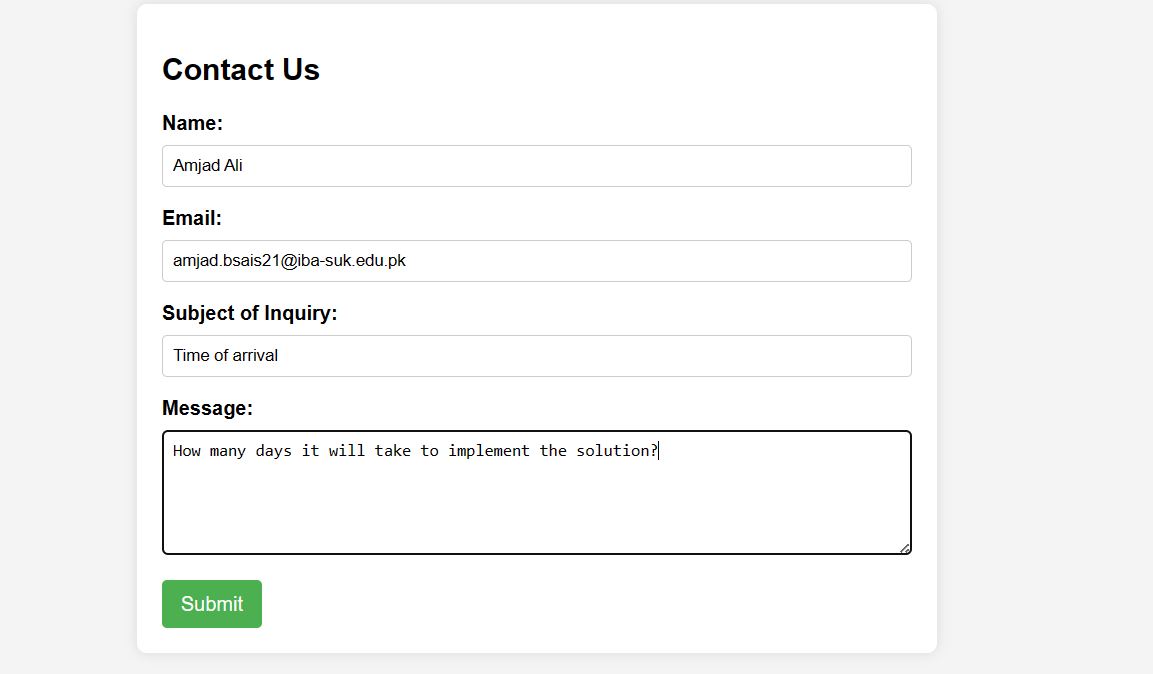 Contact Us
Name:
Amjad Ali
Email:
amjad.bsais21@iba-suk.edu.pk
Subject of Inquiry:
Time of arrival
Message:
How many days it will take to implement the solution?
Submit